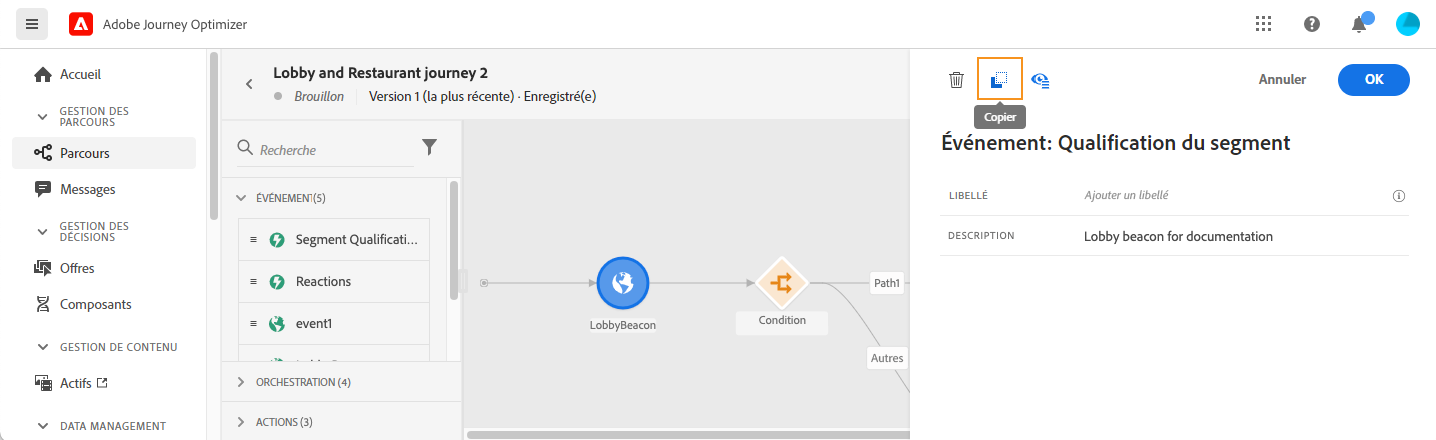 Adobe Journey Optimizer
Accueil
GESTION DES
PARCOURS
Parcours
Messages
GESTION DES
DÉCISIONS
Offres
Composants
GESTION DE CONTENU
Actifs
DATA MANAGEMENT
Lobby and Restaurant journey 2
Brouillon
Version 1 (la plus récente) · Enregistré(e)
Recherche
ÉVÉNEMENT(5)
Segment Qualificati...
Reactions
event1
ORCHESTRATION (4)
ACTIONS (3)
LobbyBeacon
Condition
Path1
Autres
Annuler
OK
Copier
Événement: Qualification du segment
LIBELLÉ
Ajouter un libellé
DESCRIPTION
Lobby beacon for documentation